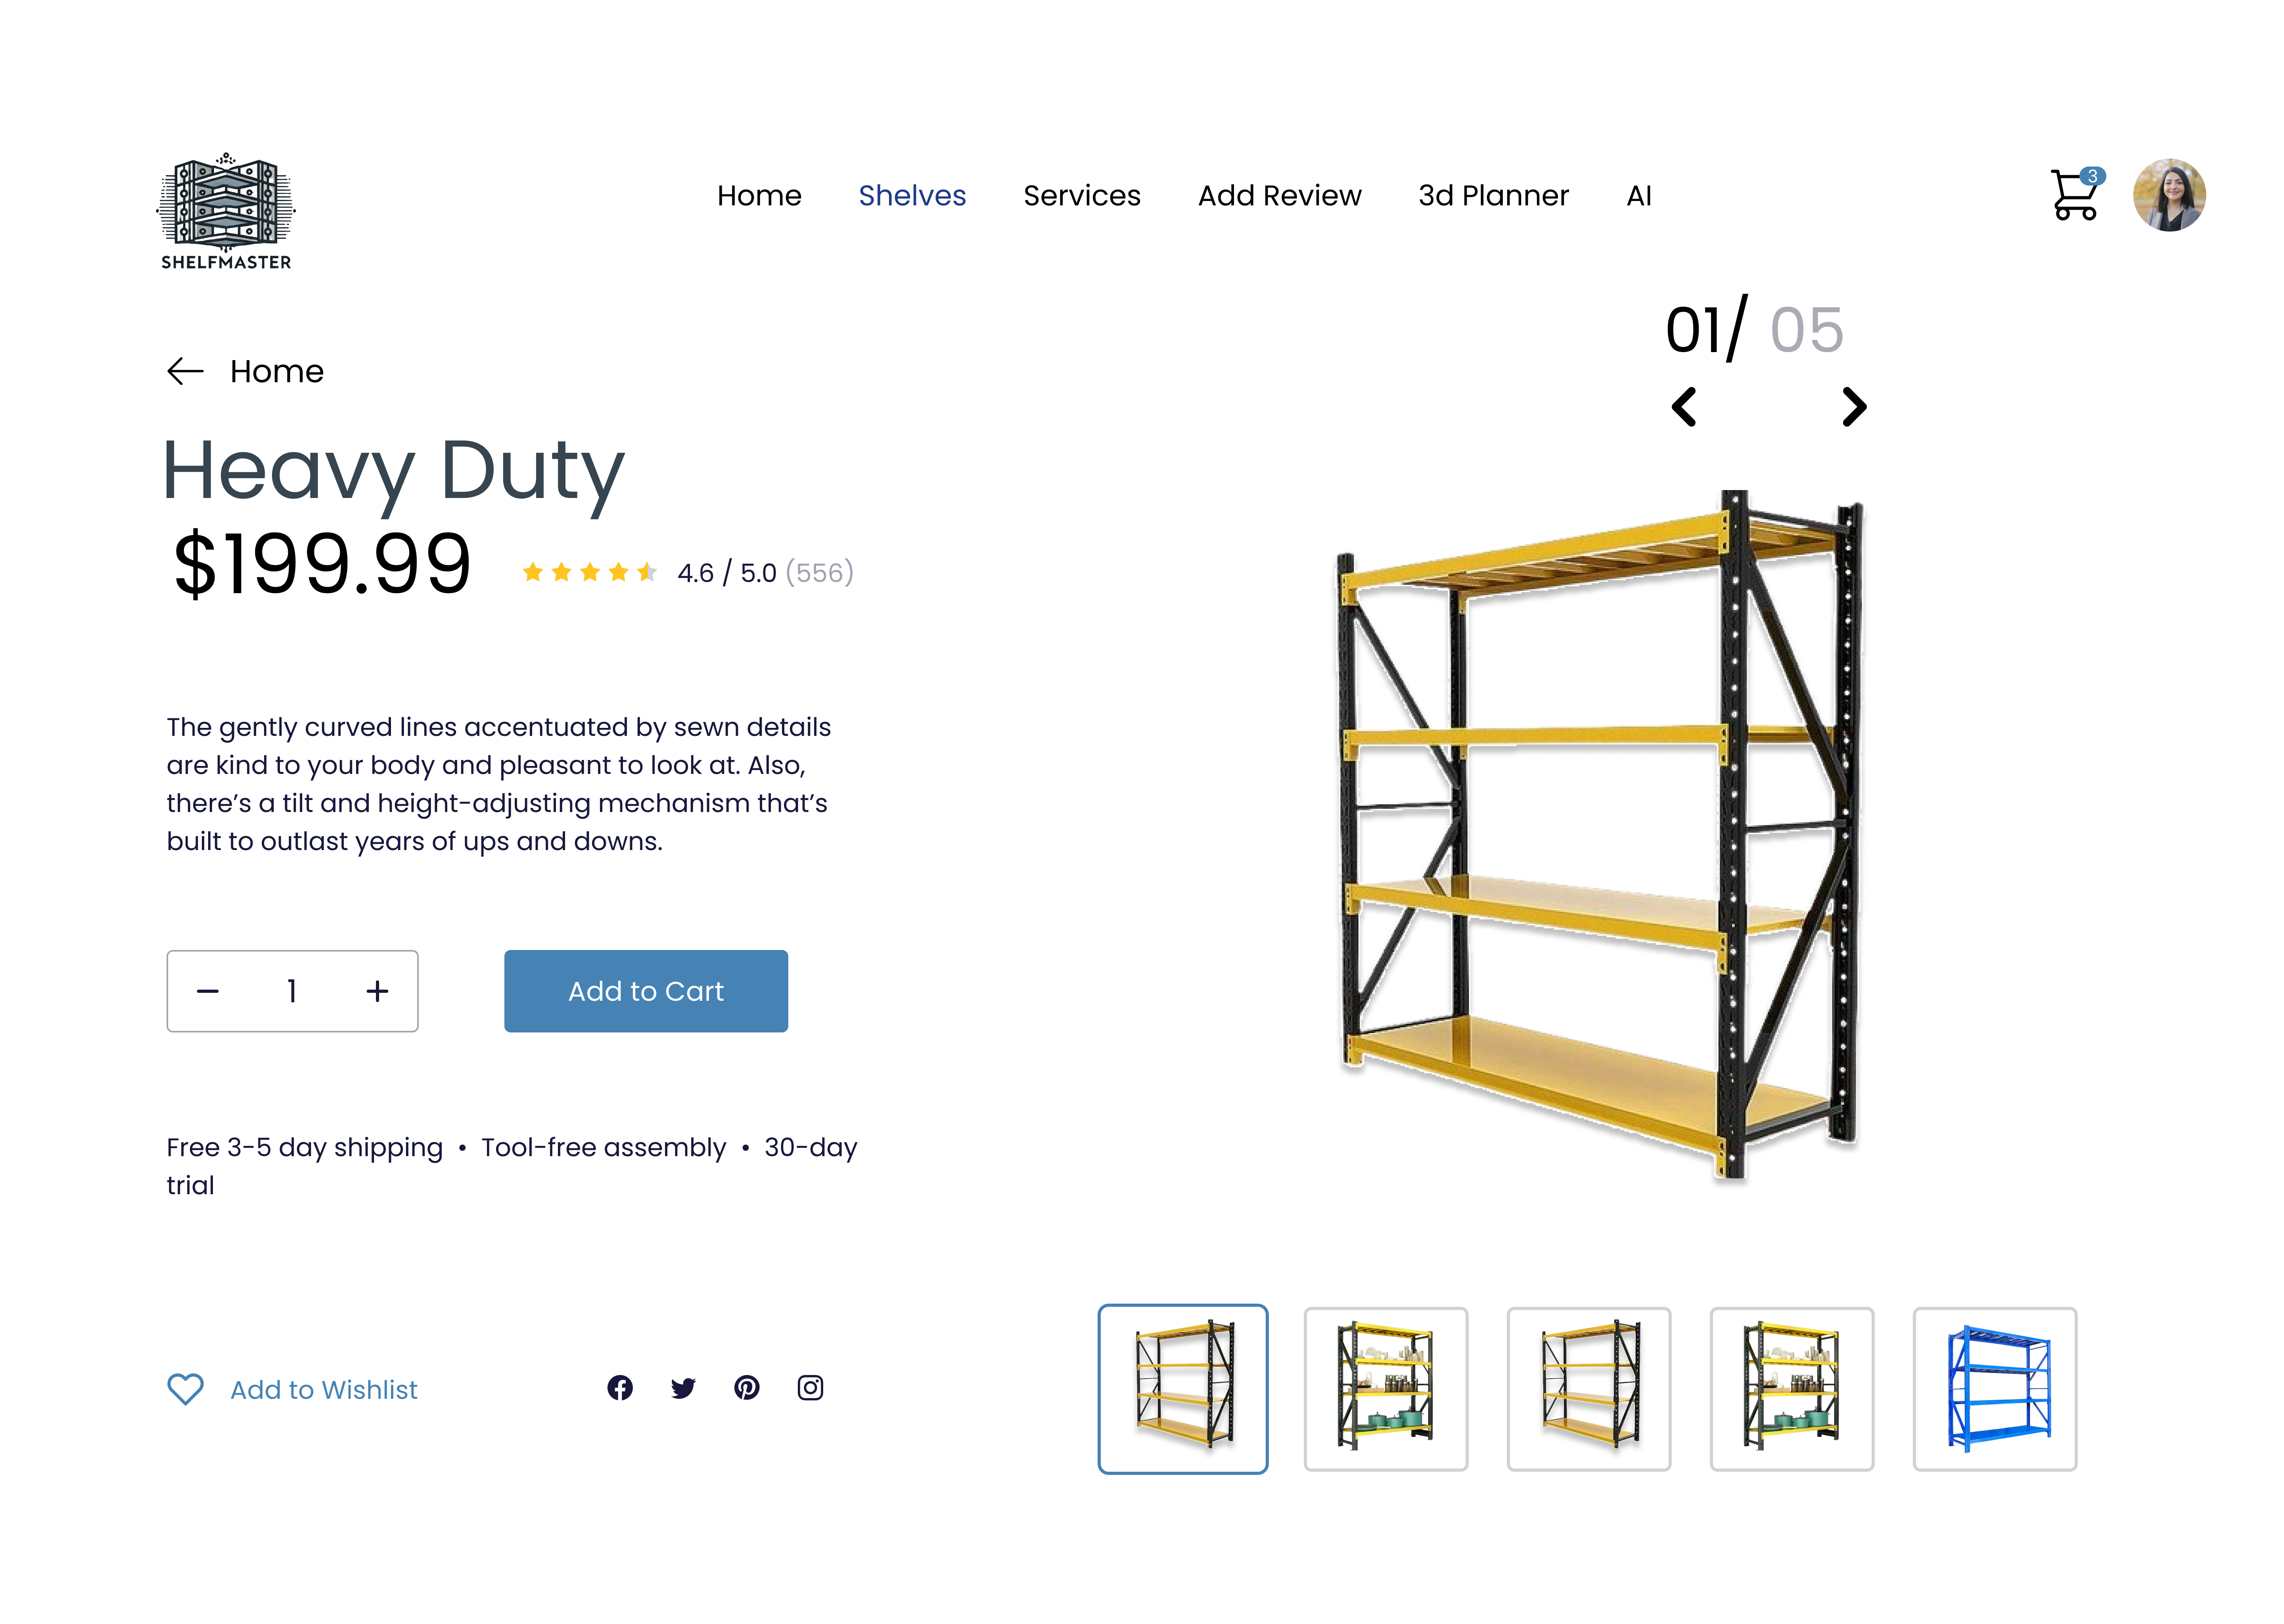 SHELFMASTER
Home Shelves Services Add Review 3d Planner AI
3
01/ 05
Home
Heavy Duty
$199.99
4.6 / 5.0 (556)
The gently curved lines accentuated by sewn details
are kind to your body and pleasant to look at. Also,
there’s a tilt and height-adjusting mechanism that’s
built to outlast years of ups and downs.
− 1 +
Add to Cart
Free 3-5 day shipping • Tool-free assembly • 30-day
trial
Add to Wishlist